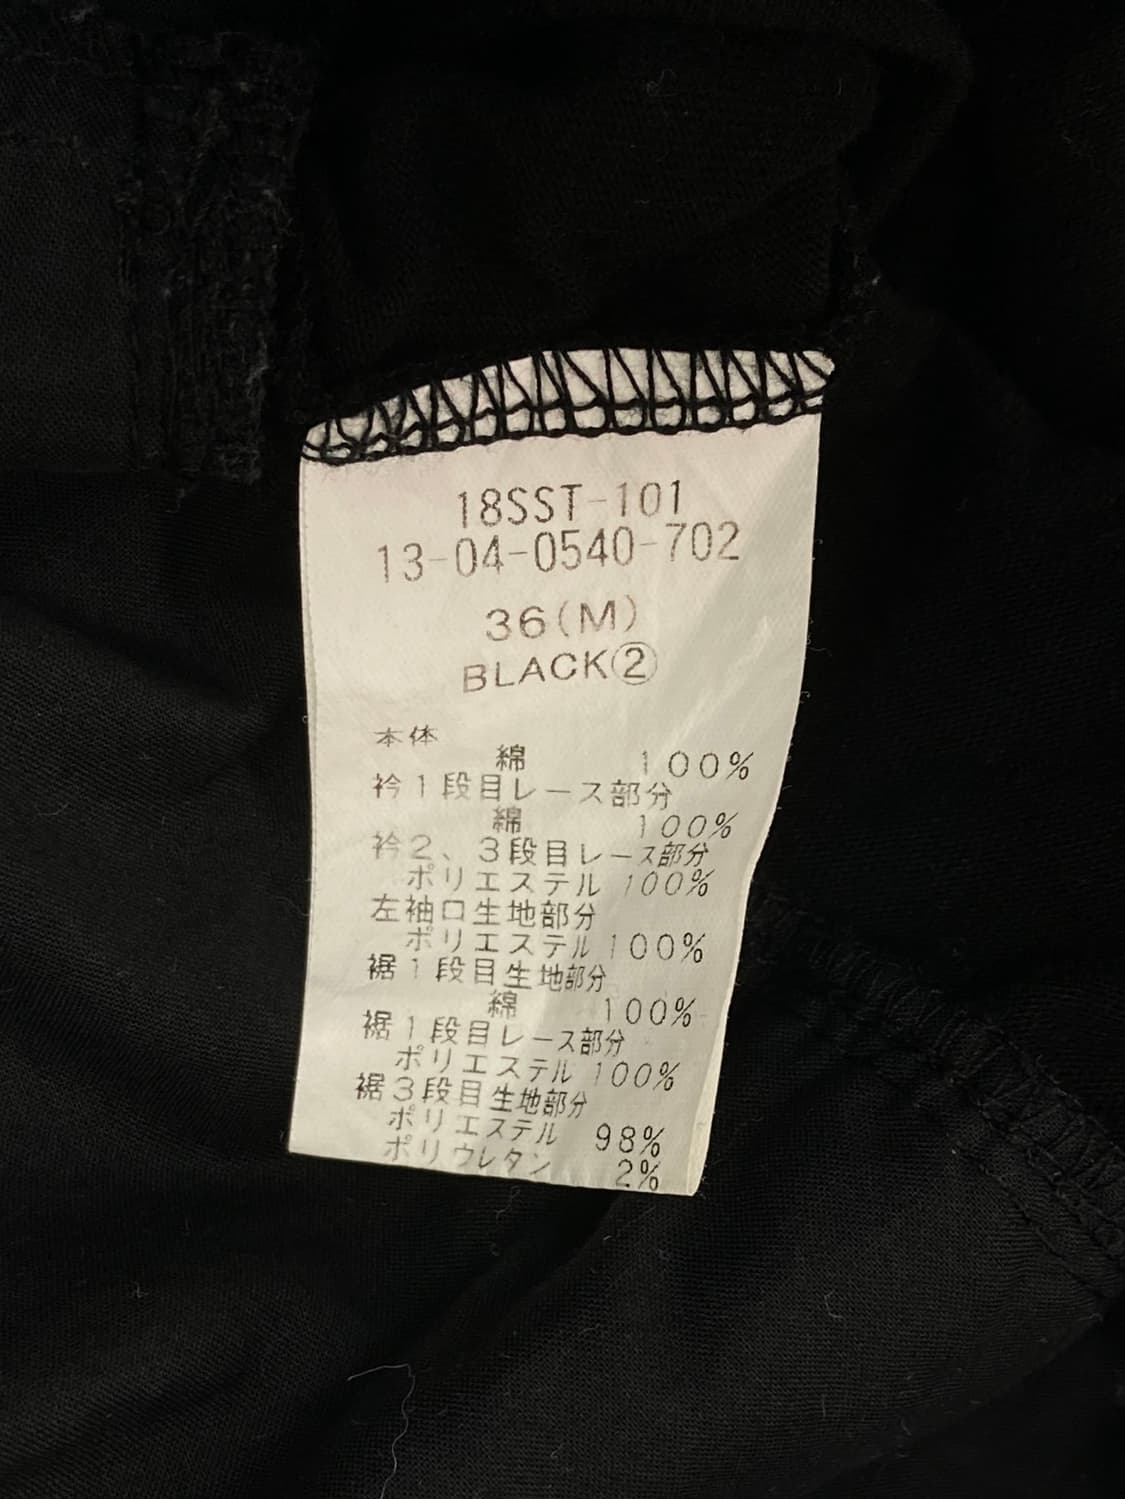 18SST-101
13-04-0540-702
36(M)
BLACK②
本体
綿 100%
衿1段目レース部分
綿 100%
衿2、3段目レース部分
ポリエステル 100%
左袖口生地部分
ポリエステル 100%
裾1段目生地部分
綿 100%
裾1段目レース部分
ポリエステル 100%
裾3段目生地部分
ポリエステル 98%
ポリウレタン 2%